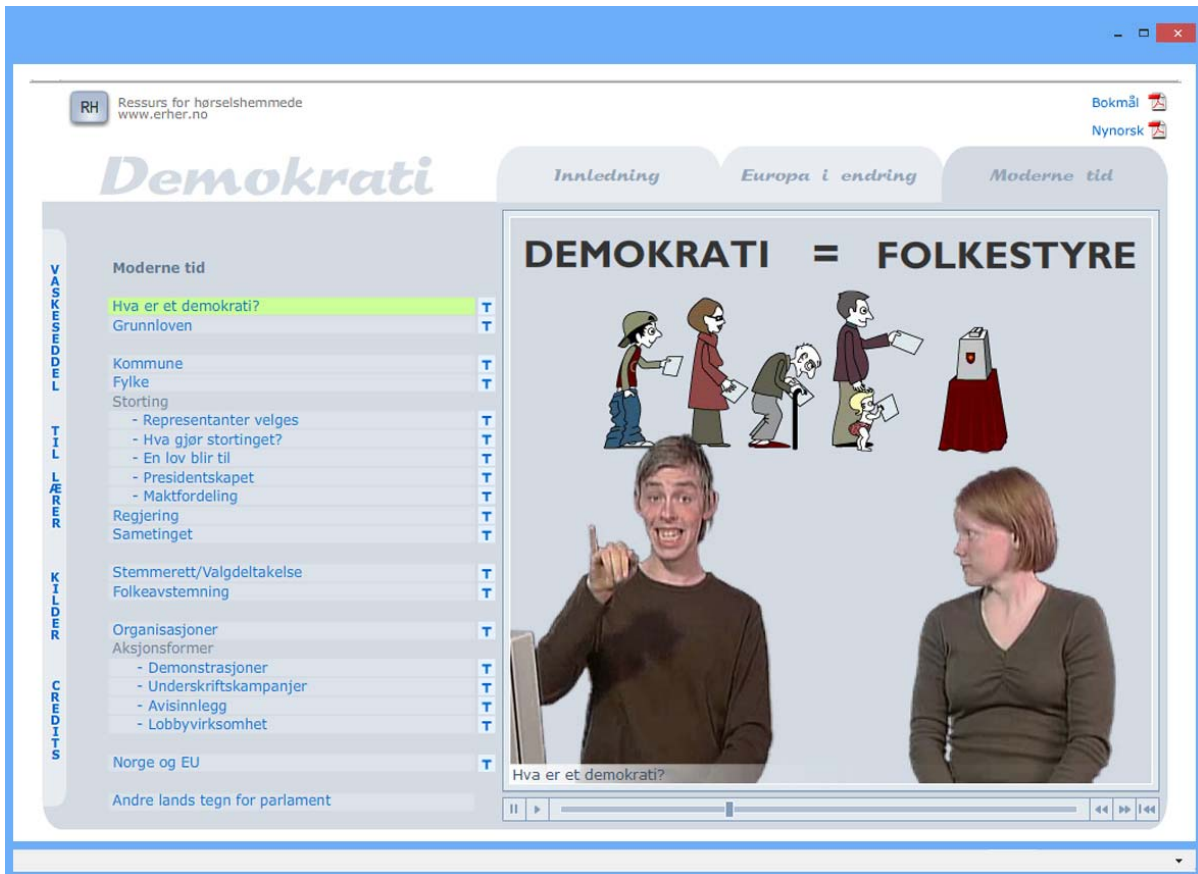 RH
Ressurs for hørselshemmede
www.erher.no
Bokmål
Nynorsk
Demokrati
Innledning
Europa i endring
Moderne tid
VASKESEDDEL
TIL LÆRER
KILDER
CREDITS
Moderne tid
Hva er et demokrati? T
Grunnloven T
Kommune T
Fylke T
Storting
- Representanter velges T
- Hva gjør stortinget? T
- En lov blir til T
- Presidentskapet T
- Maktfordeling T
Regjering T
Sametinget T
Stemmerett/Valgdeltakelse T
Folkeavstemning T
Organisasjoner T
Aksjonsformer
- Demonstrasjoner T
- Underskriftskampanjer T
- Avisinnlegg T
- Lobbyvirksomhet T
Norge og EU T
Andre lands tegn for parlament
DEMOKRATI = FOLKESTYRE
Hva er et demokrati?